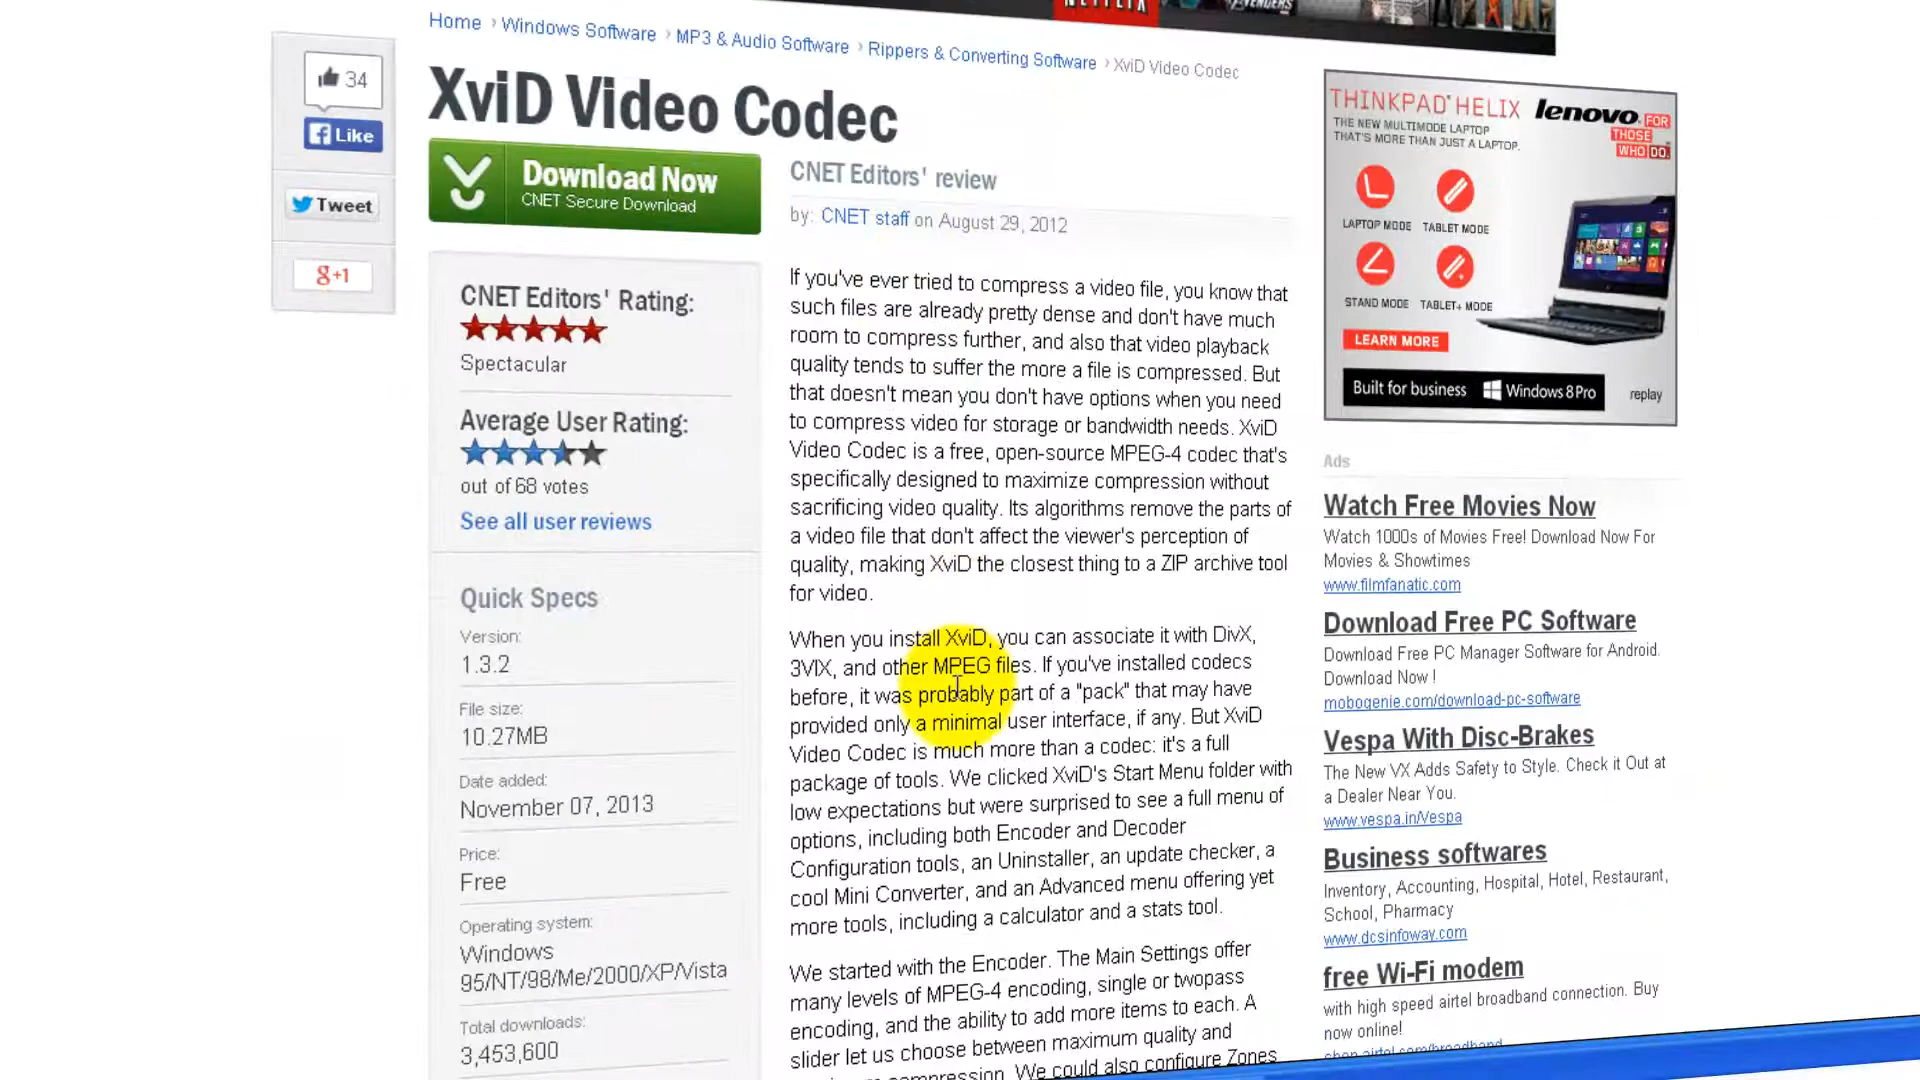 NETFLIX
Home > Windows Software > MP3 & Audio Software > Rippers & Converting Software > XviD Video Codec
34
Like
Tweet
g+1
XviD Video Codec
Download Now
CNET Secure Download
CNET Editors' Rating:
Spectacular
Average User Rating:
out of 68 votes
See all user reviews
Quick Specs
Version:
1.3.2
File size:
10.27MB
Date added:
November 07, 2013
Price:
Free
Operating system:
Windows
95/NT/98/Me/2000/XP/Vista
Total downloads:
3,453,600
CNET Editors' review
by: CNET staff on August 29, 2012
If you've ever tried to compress a video file, you know that
such files are already pretty dense and don't have much
room to compress further, and also that video playback
quality tends to suffer the more a file is compressed. But
that doesn't mean you don't have options when you need
to compress video for storage or bandwidth needs. XviD
Video Codec is a free, open-source MPEG-4 codec that's
specifically designed to maximize compression without
sacrificing video quality. Its algorithms remove the parts of
a video file that don't affect the viewer's perception of
quality, making XviD the closest thing to a ZIP archive tool
for video.
When you install XviD, you can associate it with DivX,
3VIX, and other MPEG files. If you've installed codecs
before, it was probably part of a "pack" that may have
provided only a minimal user interface, if any. But XviD
Video Codec is much more than a codec: it's a full
package of tools. We clicked XviD's Start Menu folder with
low expectations but were surprised to see a full menu of
options, including both Encoder and Decoder
Configuration tools, an Uninstaller, an update checker, a
cool Mini Converter, and an Advanced menu offering yet
more tools, including a calculator and a stats tool.
We started with the Encoder. The Main Settings offer
many levels of MPEG-4 encoding, single or twopass
encoding, and the ability to add more items to each. A
slider let us choose between maximum quality and
compression. We could also configure Zones
THINKPAD HELIX
THE NEW MULTIMODE LAPTOP
THAT'S MORE THAN JUST A LAPTOP.
lenovo FOR
THOSE
WHO DO.
LAPTOP MODE TABLET MODE
STAND MODE TABLET+ MODE
LEARN MORE
Built for business Windows 8 Pro
replay
Ads
Watch Free Movies Now
Watch 1000s of Movies Free! Download Now For
Movies & Showtimes
www.filmfanatic.com
Download Free PC Software
Download Free PC Manager Software for Android.
Download Now !
mobogenie.com/download-pc-software
Vespa With Disc-Brakes
The New VX Adds Safety to Style. Check it Out at
a Dealer Near You.
www.vespa.in/Vespa
Business softwares
Inventory, Accounting, Hospital, Hotel, Restaurant,
School, Pharmacy
www.dcsinfoway.com
free Wi-Fi modem
with high speed airtel broadband connection. Buy
now online!
shop.airtel.com/broadband